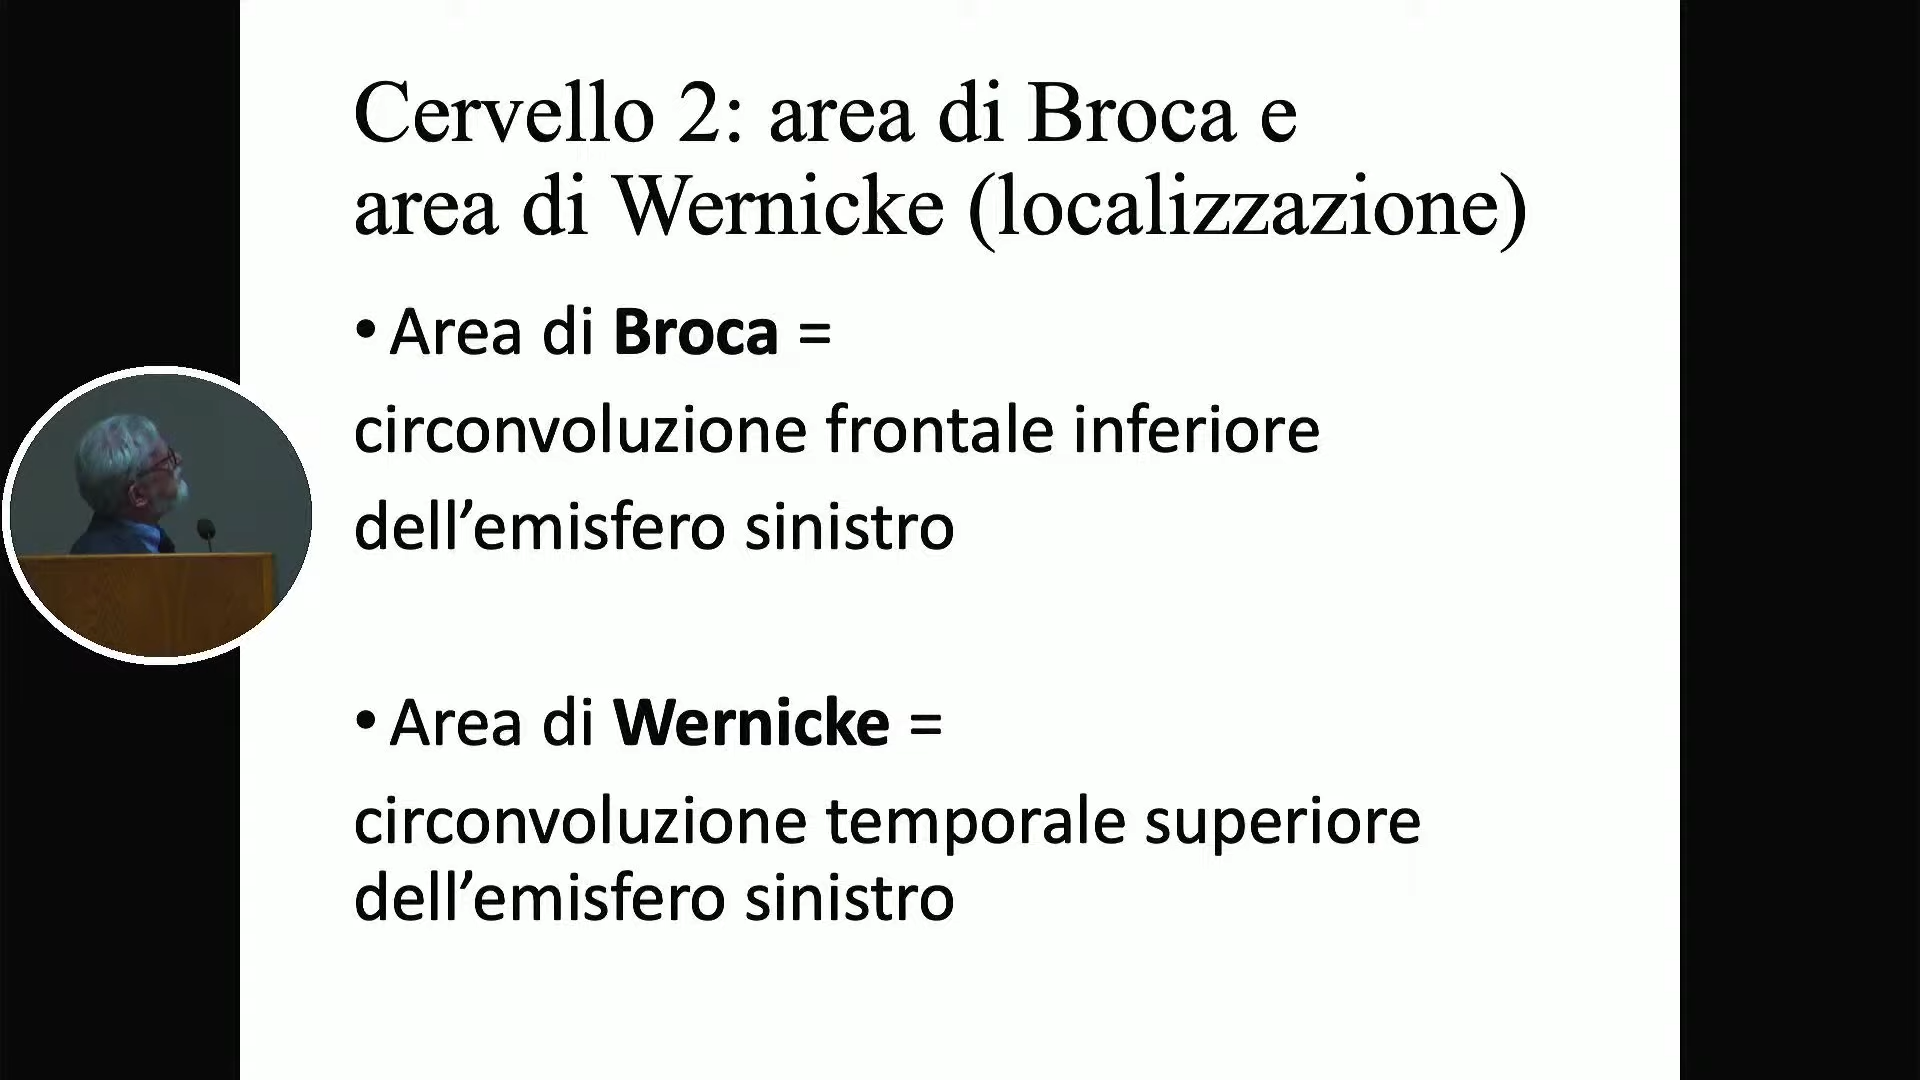 Cervello 2: area di Broca e
area di Wernicke (localizzazione)
• Area di Broca =
circonvoluzione frontale inferiore
dell’emisfero sinistro
• Area di Wernicke =
circonvoluzione temporale superiore
dell’emisfero sinistro